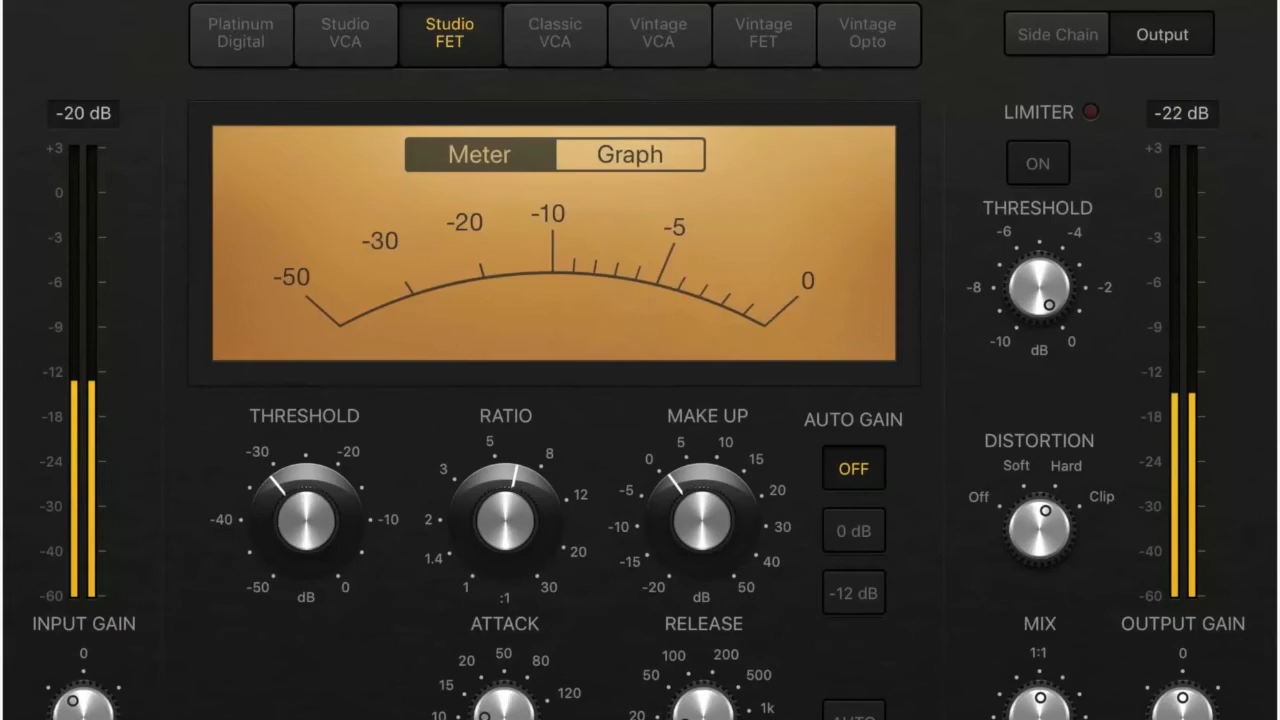 Platinum Digital
Studio VCA
Studio FET
Classic VCA
Vintage VCA
Vintage FET
Vintage Opto
Side Chain
Output
-20 dB
+3
0
-3
-6
-9
-12
-18
-24
-30
-40
-60
INPUT GAIN
0
Meter
Graph
-50
-30
-20
-10
-5
0
THRESHOLD
-50
-40
-30
-20
-10
0
dB
RATIO
1
1.4
2
3
5
8
12
20
30
:1
MAKE UP
-20
-15
-10
-5
0
5
10
15
20
30
40
50
dB
AUTO GAIN
OFF
0 dB
-12 dB
ATTACK
10
15
20
50
80
120
RELEASE
20
50
100
200
500
1k
AUTO
LIMITER
ON
THRESHOLD
-10
-8
-6
-4
-2
0
dB
DISTORTION
Off
Soft
Hard
Clip
MIX
1:1
-22 dB
+3
0
-3
-6
-9
-12
-18
-24
-30
-40
-60
OUTPUT GAIN
0